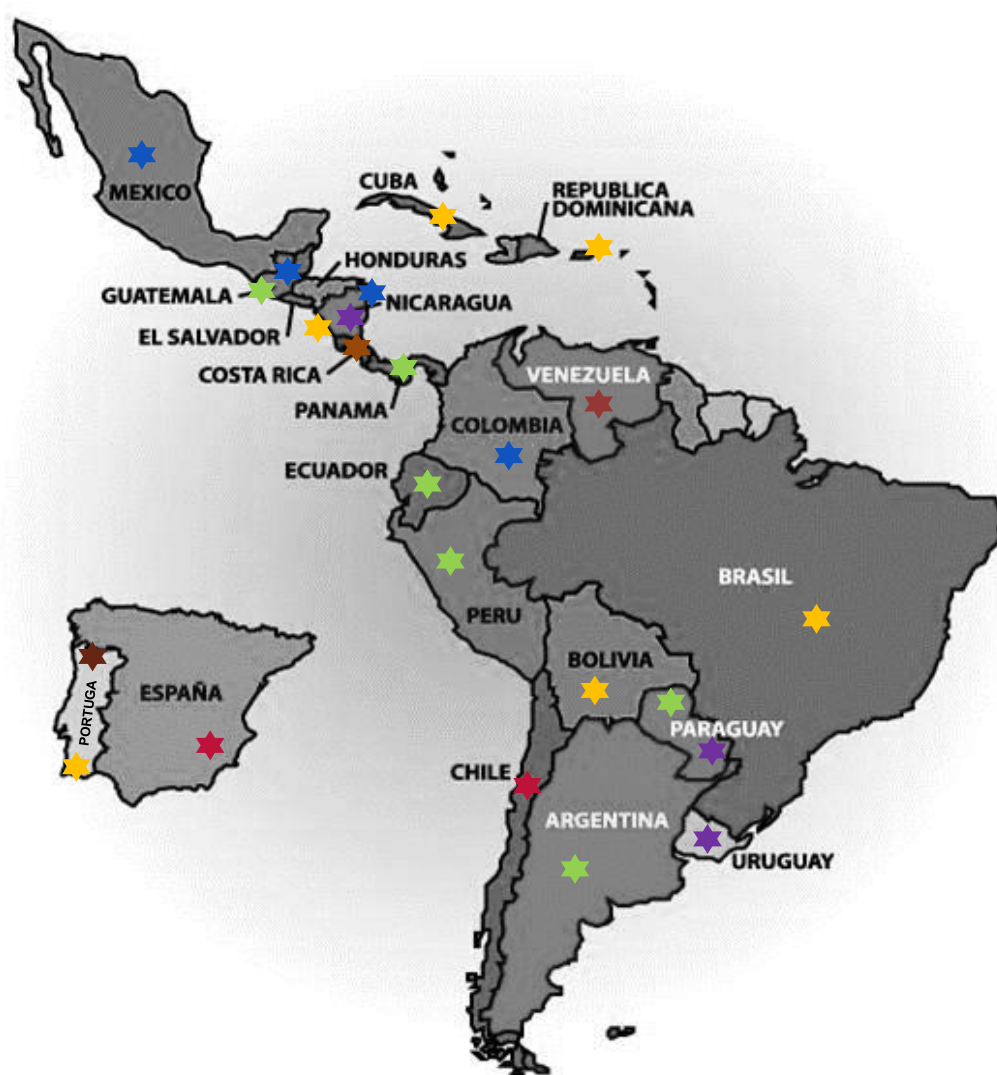 MEXICO
CUBA
REPUBLICA
DOMINICANA
HONDURAS
GUATEMALA
NICARAGUA
EL SALVADOR
COSTA RICA
PANAMA
VENEZUELA
COLOMBIA
ECUADOR
BRASIL
PERU
BOLIVIA
ESPAÑA
PORTUGA
PARAGUAY
CHILE
ARGENTINA
URUGUAY